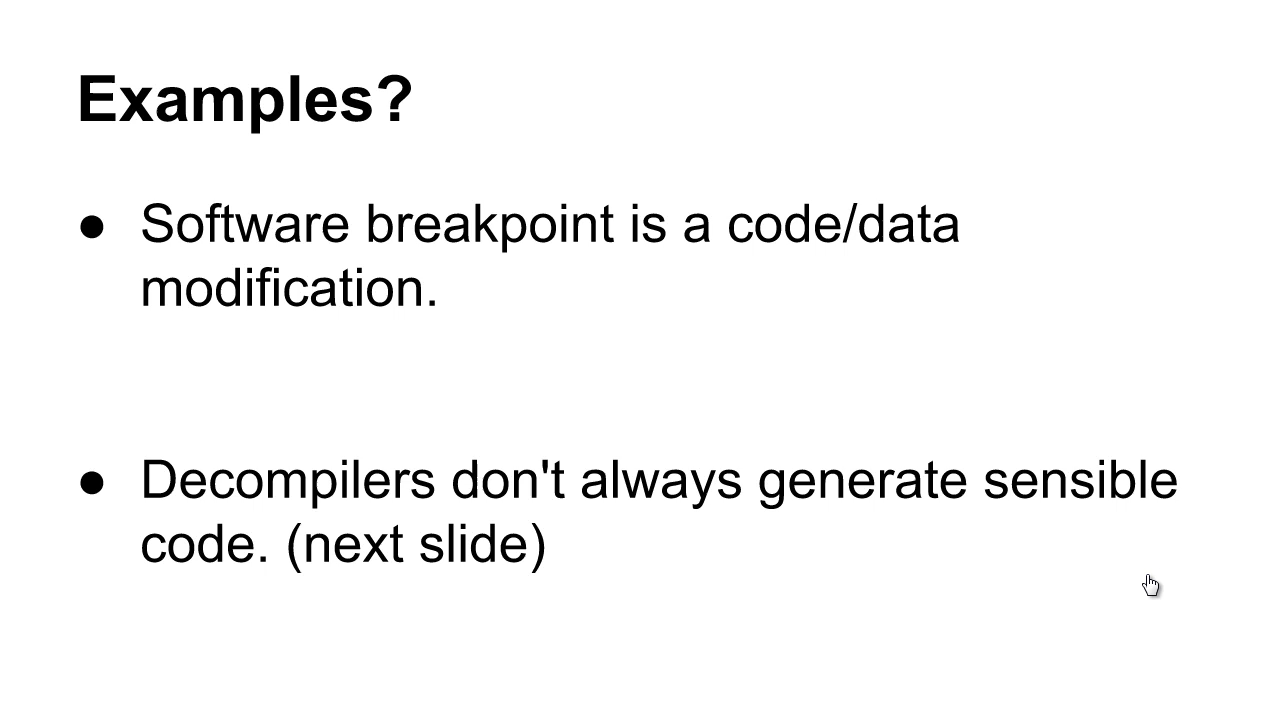 Examples?
● Software breakpoint is a code/data
modification.
● Decompilers don't always generate sensible
code. (next slide)